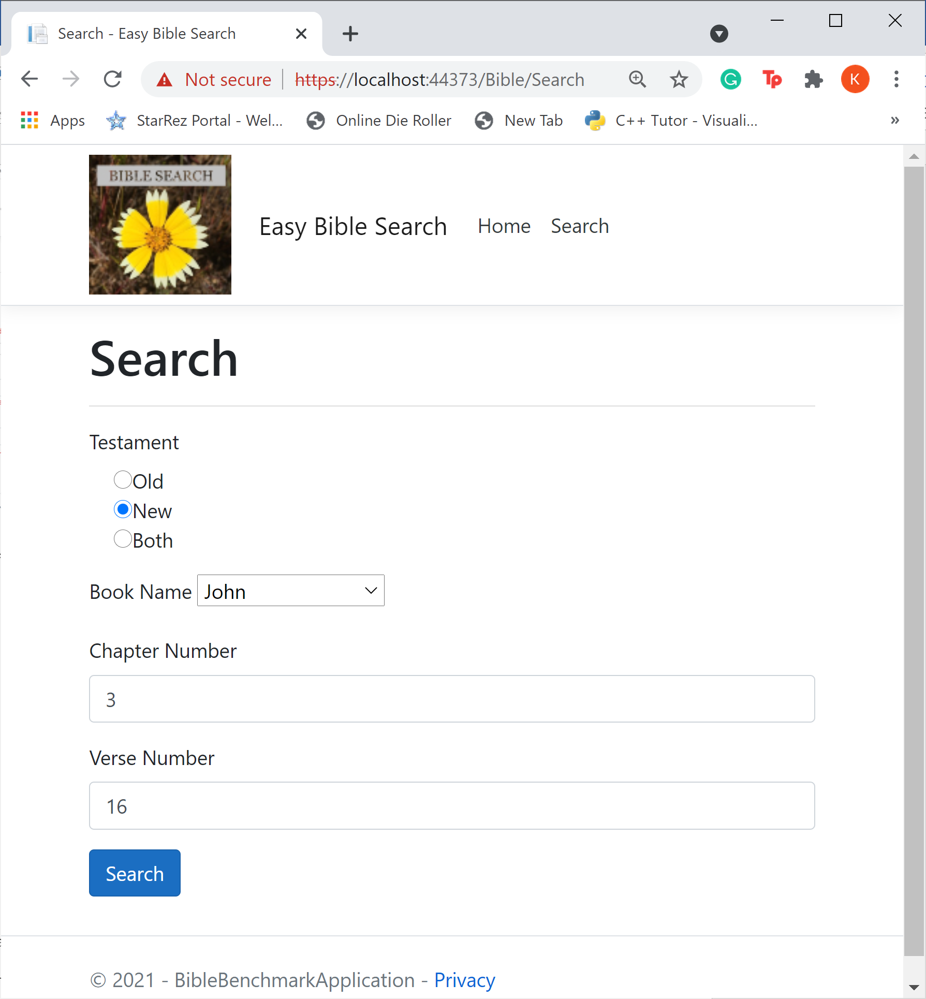 Search - Easy Bible Search
Not secure https://localhost:44373/Bible/Search
G Tp K
Apps StarRez Portal - Wel... Online Die Roller New Tab C++ Tutor - Visuali... »
BIBLE SEARCH
Easy Bible Search Home Search
Search
Testament
Old
New
Both
Book Name John
Chapter Number
3
Verse Number
16
Search
© 2021 - BibleBenchmarkApplication - Privacy